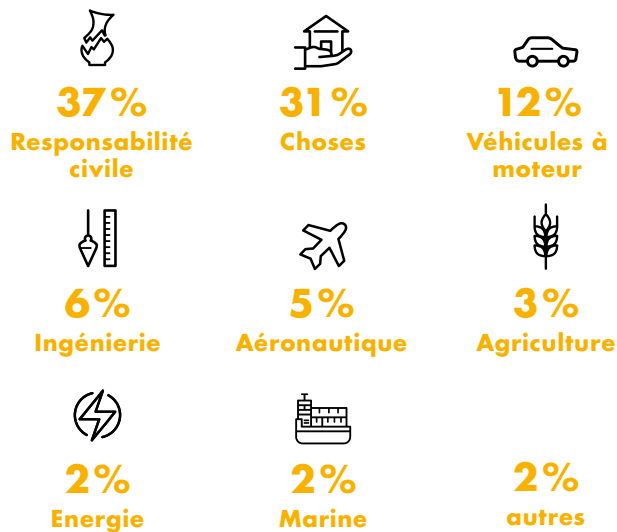 37%
Responsabilité
civile
31%
Choses
12%
Véhicules à
moteur
6%
Ingénierie
5%
Aéronautique
3%
Agriculture
2%
Energie
2%
Marine
2%
autres